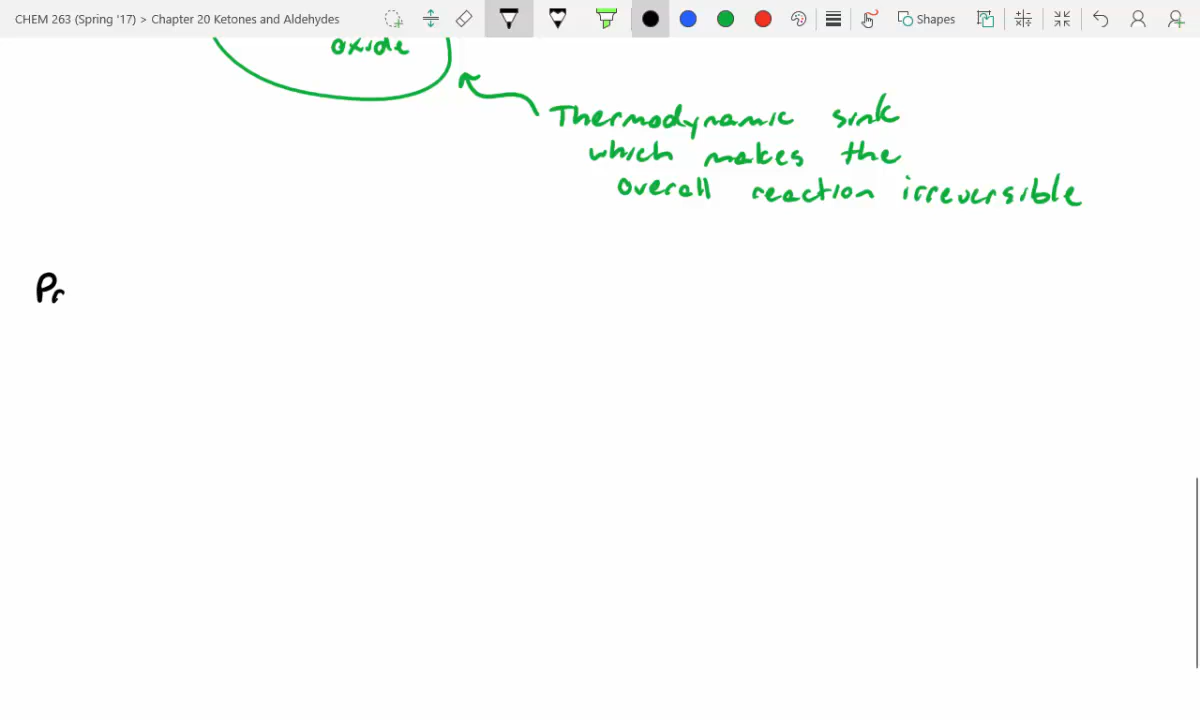 CHEM 263 (Spring '17) > Chapter 20 Ketones and Aldehydes
Shapes
oxide
Thermodynamic sink
which makes the
overall reaction irreversible
Pr